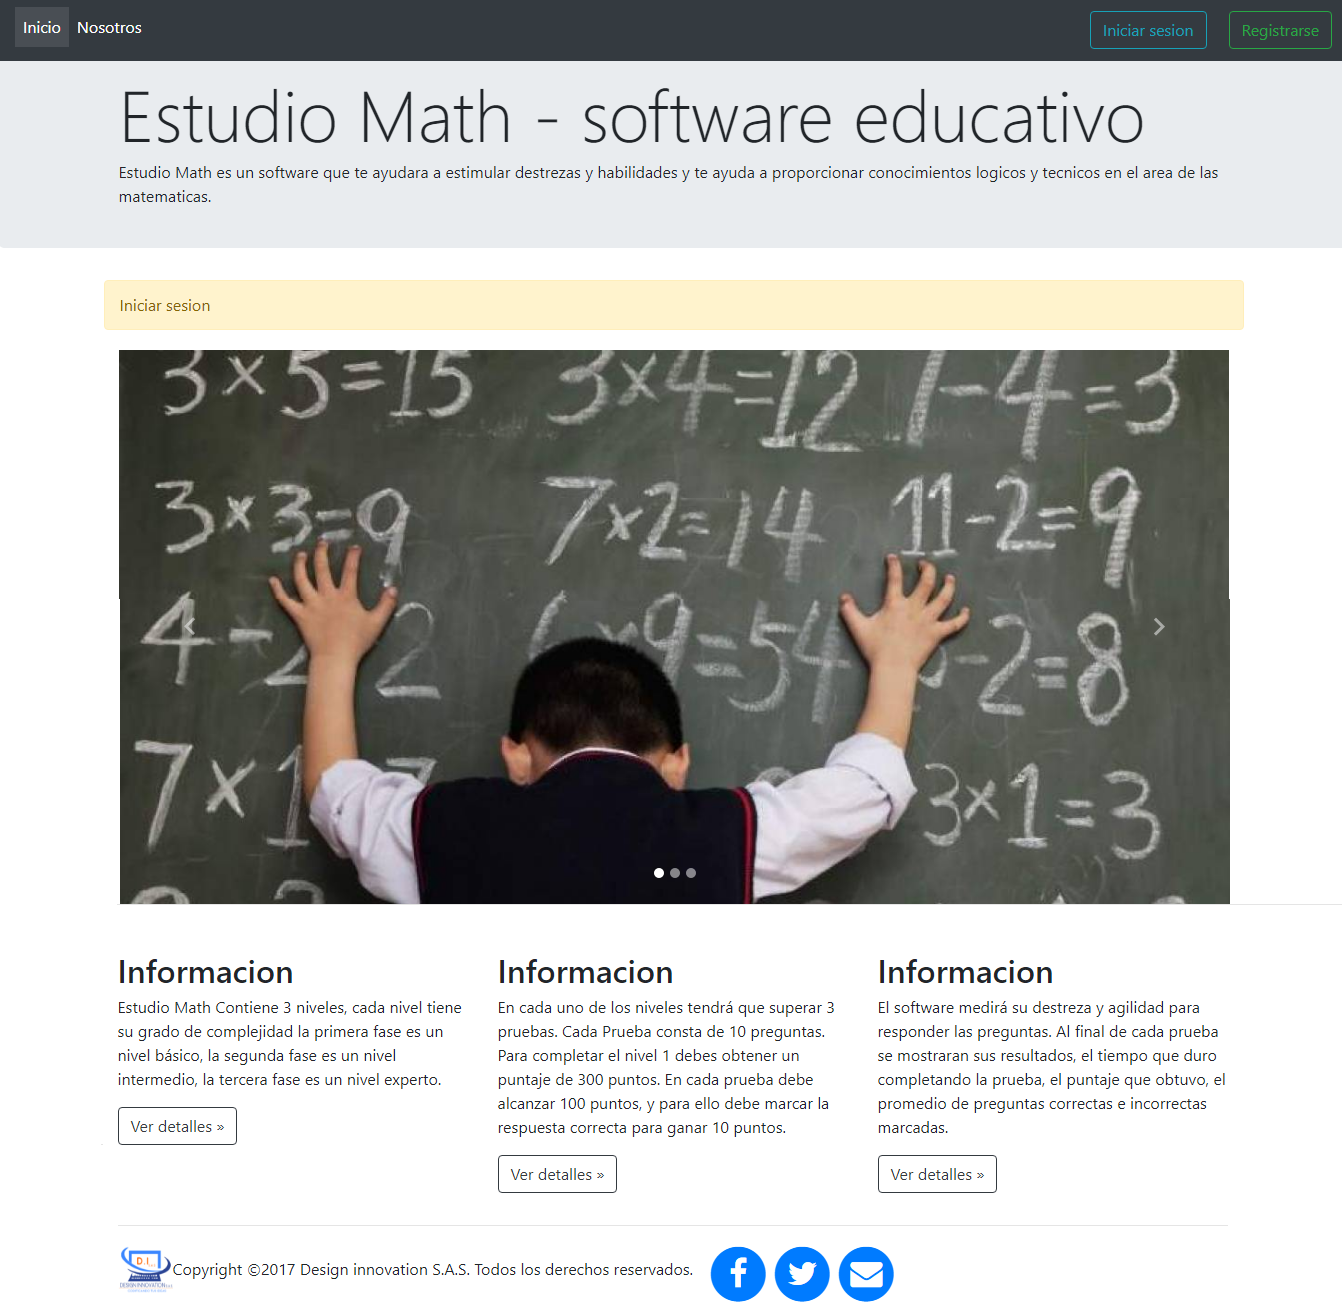 Inicio Nosotros Iniciar sesion Registrarse
Estudio Math - software educativo
Estudio Math es un software que te ayudara a estimular destrezas y habilidades y te ayuda a proporcionar conocimientos logicos y tecnicos en el area de las
matematicas.
Iniciar sesion
3×5=15 3×4=12 1-4=3
3×3=9 7×2=14 11-2=9
4-2 2 6×9=54 -2=8
7×1 7 3×1=3
Informacion
Estudio Math Contiene 3 niveles, cada nivel tiene
su grado de complejidad la primera fase es un
nivel básico, la segunda fase es un nivel
intermedio, la tercera fase es un nivel experto.
Ver detalles »
Informacion
En cada uno de los niveles tendrá que superar 3
pruebas. Cada Prueba consta de 10 preguntas.
Para completar el nivel 1 debes obtener un
puntaje de 300 puntos. En cada prueba debe
alcanzar 100 puntos, y para ello debe marcar la
respuesta correcta para ganar 10 puntos.
Ver detalles »
Informacion
El software medirá su destreza y agilidad para
responder las preguntas. Al final de cada prueba
se mostraran sus resultados, el tiempo que duro
completando la prueba, el puntaje que obtuvo, el
promedio de preguntas correctas e incorrectas
marcadas.
Ver detalles »
D.I.
DESIGN INNOVATION
Copyright ©2017 Design innovation S.A.S. Todos los derechos reservados.